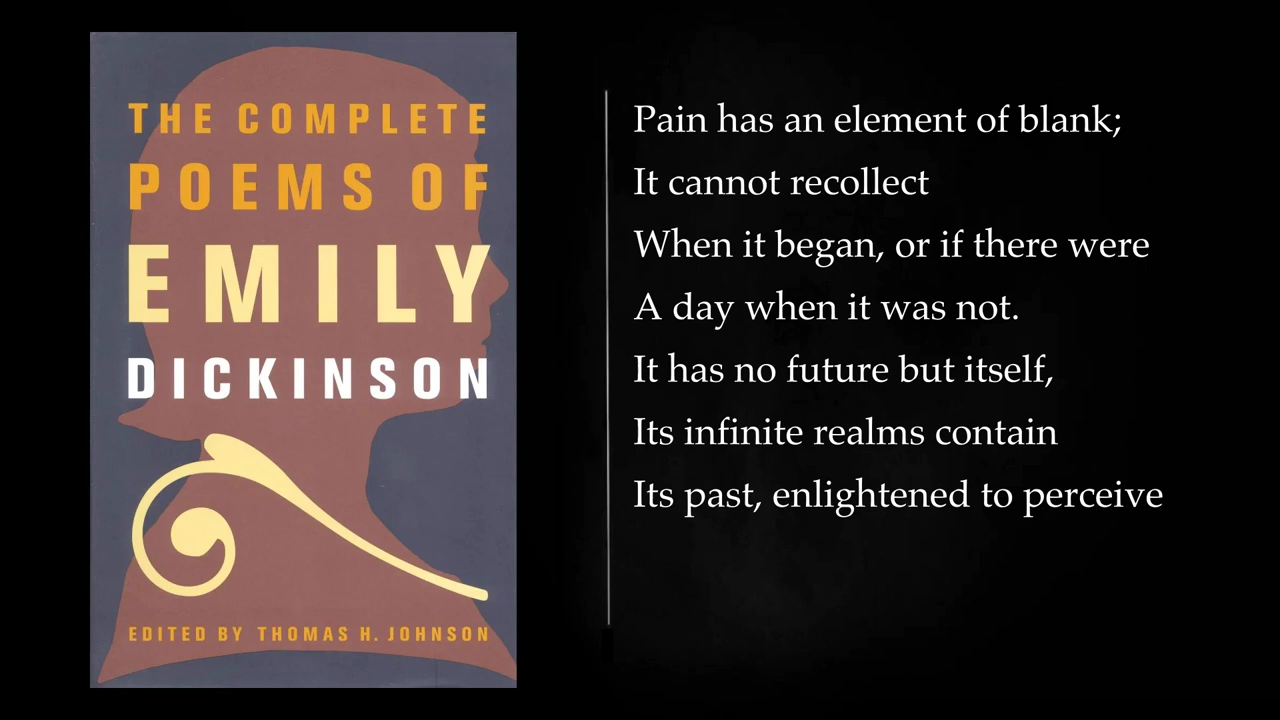 THE COMPLETE
POEMS OF
EMILY
DICKINSON
EDITED BY THOMAS H. JOHNSON
Pain has an element of blank;
It cannot recollect
When it began, or if there were
A day when it was not.
It has no future but itself,
Its infinite realms contain
Its past, enlightened to perceive